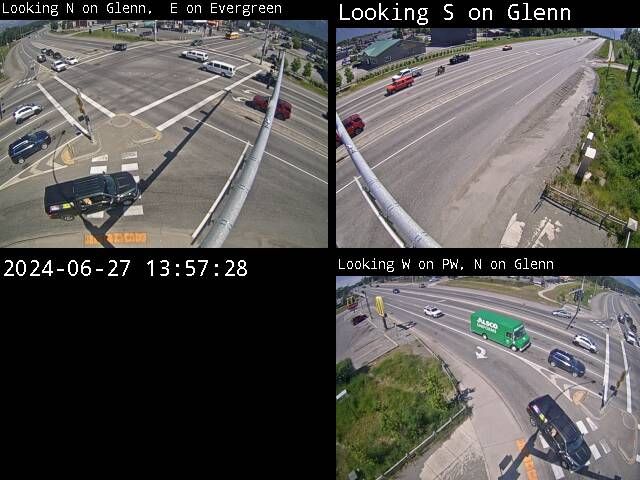 Looking N on Glenn,  E on Evergreen
Looking S on Glenn
2024-06-27 13:57:28
Looking W on PW, N on Glenn
ALSCO